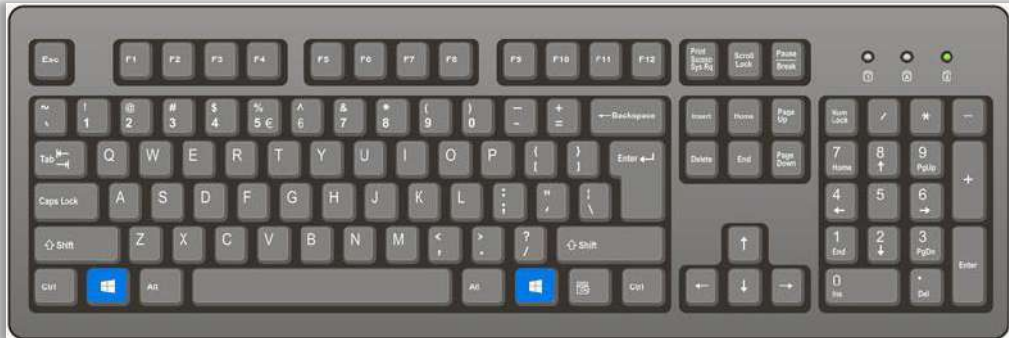 Esc F1 F2 F3 F4 F5 F6 F7 F8 F9 F10 F11 F12 Print Screen Sys Rq Scroll Lock Pause Break
~ ` ! 1 @ 2 # 3 $ 4 % 5 € ^ 6 & 7 * 8 ( 9 ) 0 _ - + = ←Backspace Insert Home Page Up Num Lock / * -
Tab Q W E R T Y U I O P { [ } ] Enter ↵ Delete End Page Down 7 Home 8 ↑ 9 PgUp +
Caps Lock A S D F G H J K L : ; " ' | \ 4 ← 5 6 →
⇧ Shift Z X C V B N M < , > . ? / ⇧ Shift ↑ 1 End 2 ↓ 3 PgDn Enter
Ctrl Alt Alt Ctrl ← ↓ → 0 Ins . Del